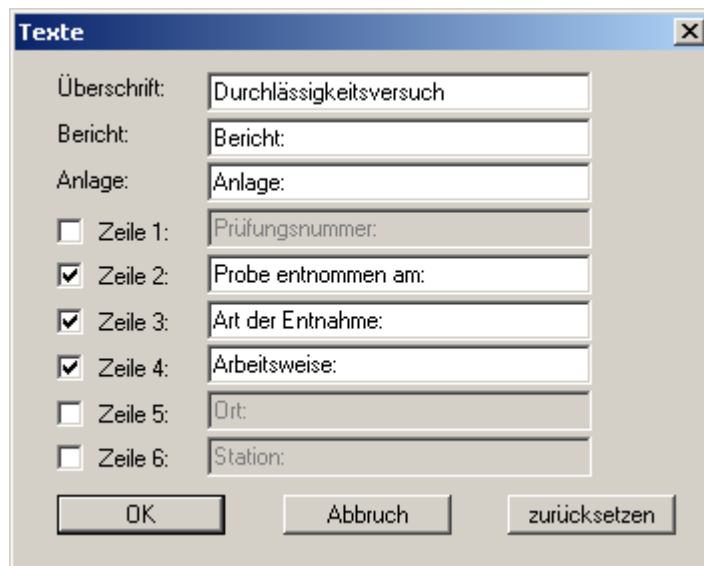 Texte
Überschrift: Durchlässigkeitsversuch
Bericht: Bericht:
Anlage: Anlage:
Zeile 1: Prüfungsnummer:
Zeile 2: Probe entnommen am:
Zeile 3: Art der Entnahme:
Zeile 4: Arbeitsweise:
Zeile 5: Ort:
Zeile 6: Station:
OK Abbruch zurücksetzen